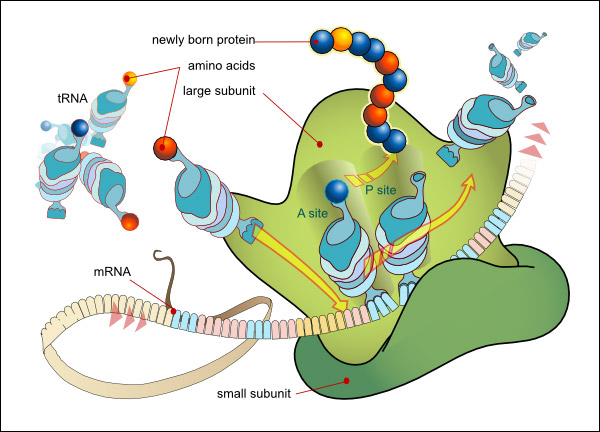 newly born protein
amino acids
large subunit
tRNA
A site
P site
mRNA
small subunit